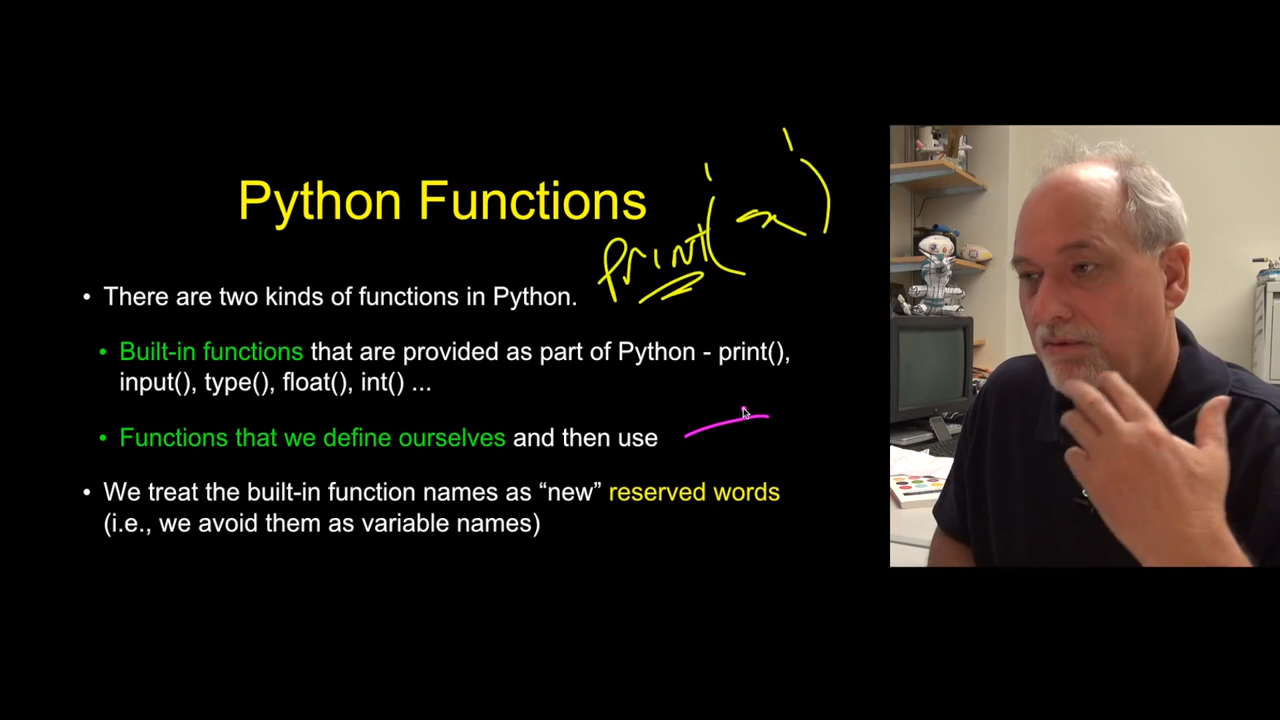 Python Functions
print( )
• There are two kinds of functions in Python.
• Built-in functions that are provided as part of Python - print(),
input(), type(), float(), int() ...
• Functions that we define ourselves and then use
• We treat the built-in function names as “new” reserved words
(i.e., we avoid them as variable names)